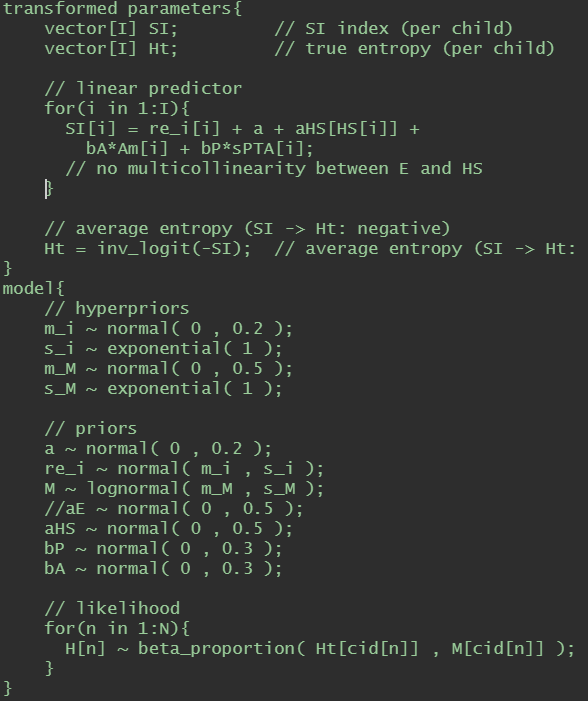 transformed parameters{
    vector[I] SI;         // SI index (per child)
    vector[I] Ht;         // true entropy (per child)

    // linear predictor
    for(i in 1:I){
      SI[i] = re_i[i] + a + aHS[HS[i]] +
        bA*Am[i] + bP*sPTA[i];
      // no multicollinearity between E and HS
    }

    // average entropy (SI -> Ht: negative)
    Ht = inv_logit(-SI);  // average entropy (SI -> Ht:
}
model{
    // hyperpriors
    m_i ~ normal( 0 , 0.2 );
    s_i ~ exponential( 1 );
    m_M ~ normal( 0 , 0.5 );
    s_M ~ exponential( 1 );

    // priors
    a ~ normal( 0 , 0.2 );
    re_i ~ normal( m_i , s_i );
    M ~ lognormal( m_M , s_M );
    //aE ~ normal( 0 , 0.5 );
    aHS ~ normal( 0 , 0.5 );
    bP ~ normal( 0 , 0.3 );
    bA ~ normal( 0 , 0.3 );

    // likelihood
    for(n in 1:N){
      H[n] ~ beta_proportion( Ht[cid[n]] , M[cid[n]] );
    }
}